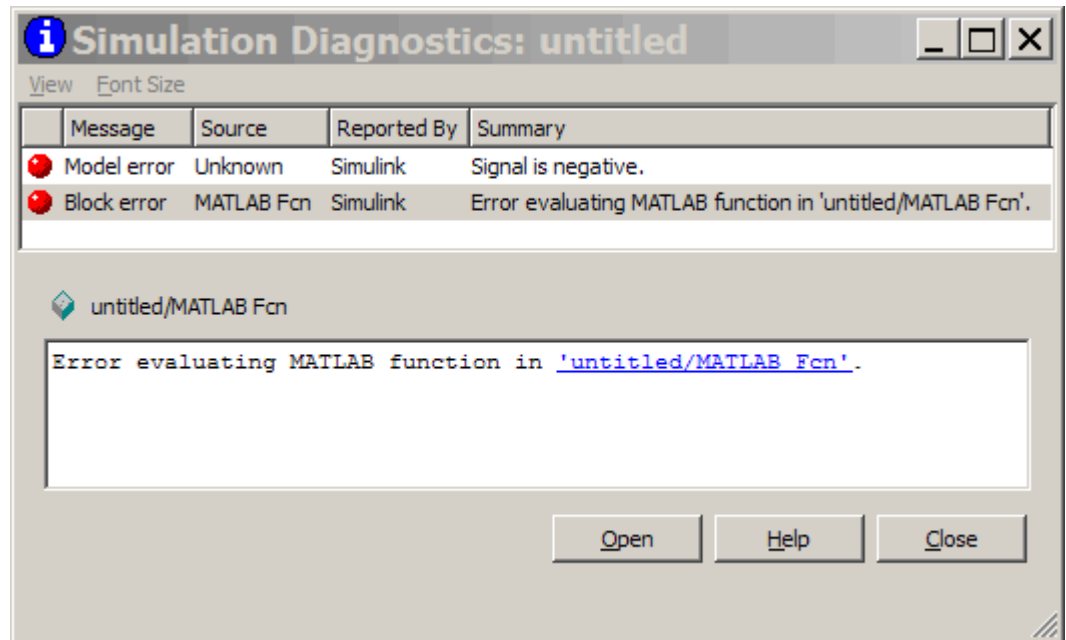 Simulation Diagnostics: untitled
View Font Size
Message Source Reported By Summary
Model error Unknown Simulink Signal is negative.
Block error MATLAB Fcn Simulink Error evaluating MATLAB function in 'untitled/MATLAB Fcn'.
untitled/MATLAB Fcn
Error evaluating MATLAB function in 'untitled/MATLAB Fcn'.
Open Help Close